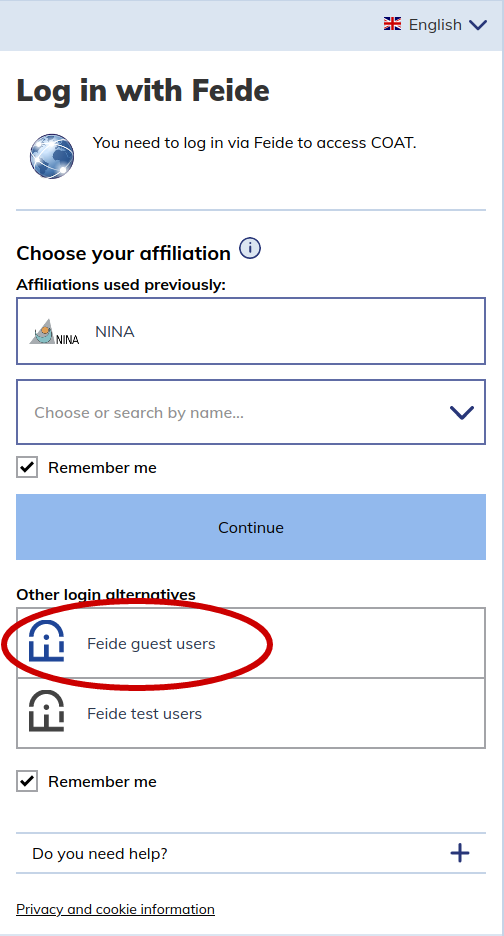 English
Log in with Feide
You need to log in via Feide to access COAT.
Choose your affiliation i
Affiliations used previously:
NINA NINA
Choose or search by name...
Remember me
Continue
Other login alternatives
Feide guest users
Feide test users
Remember me
Do you need help?
Privacy and cookie information